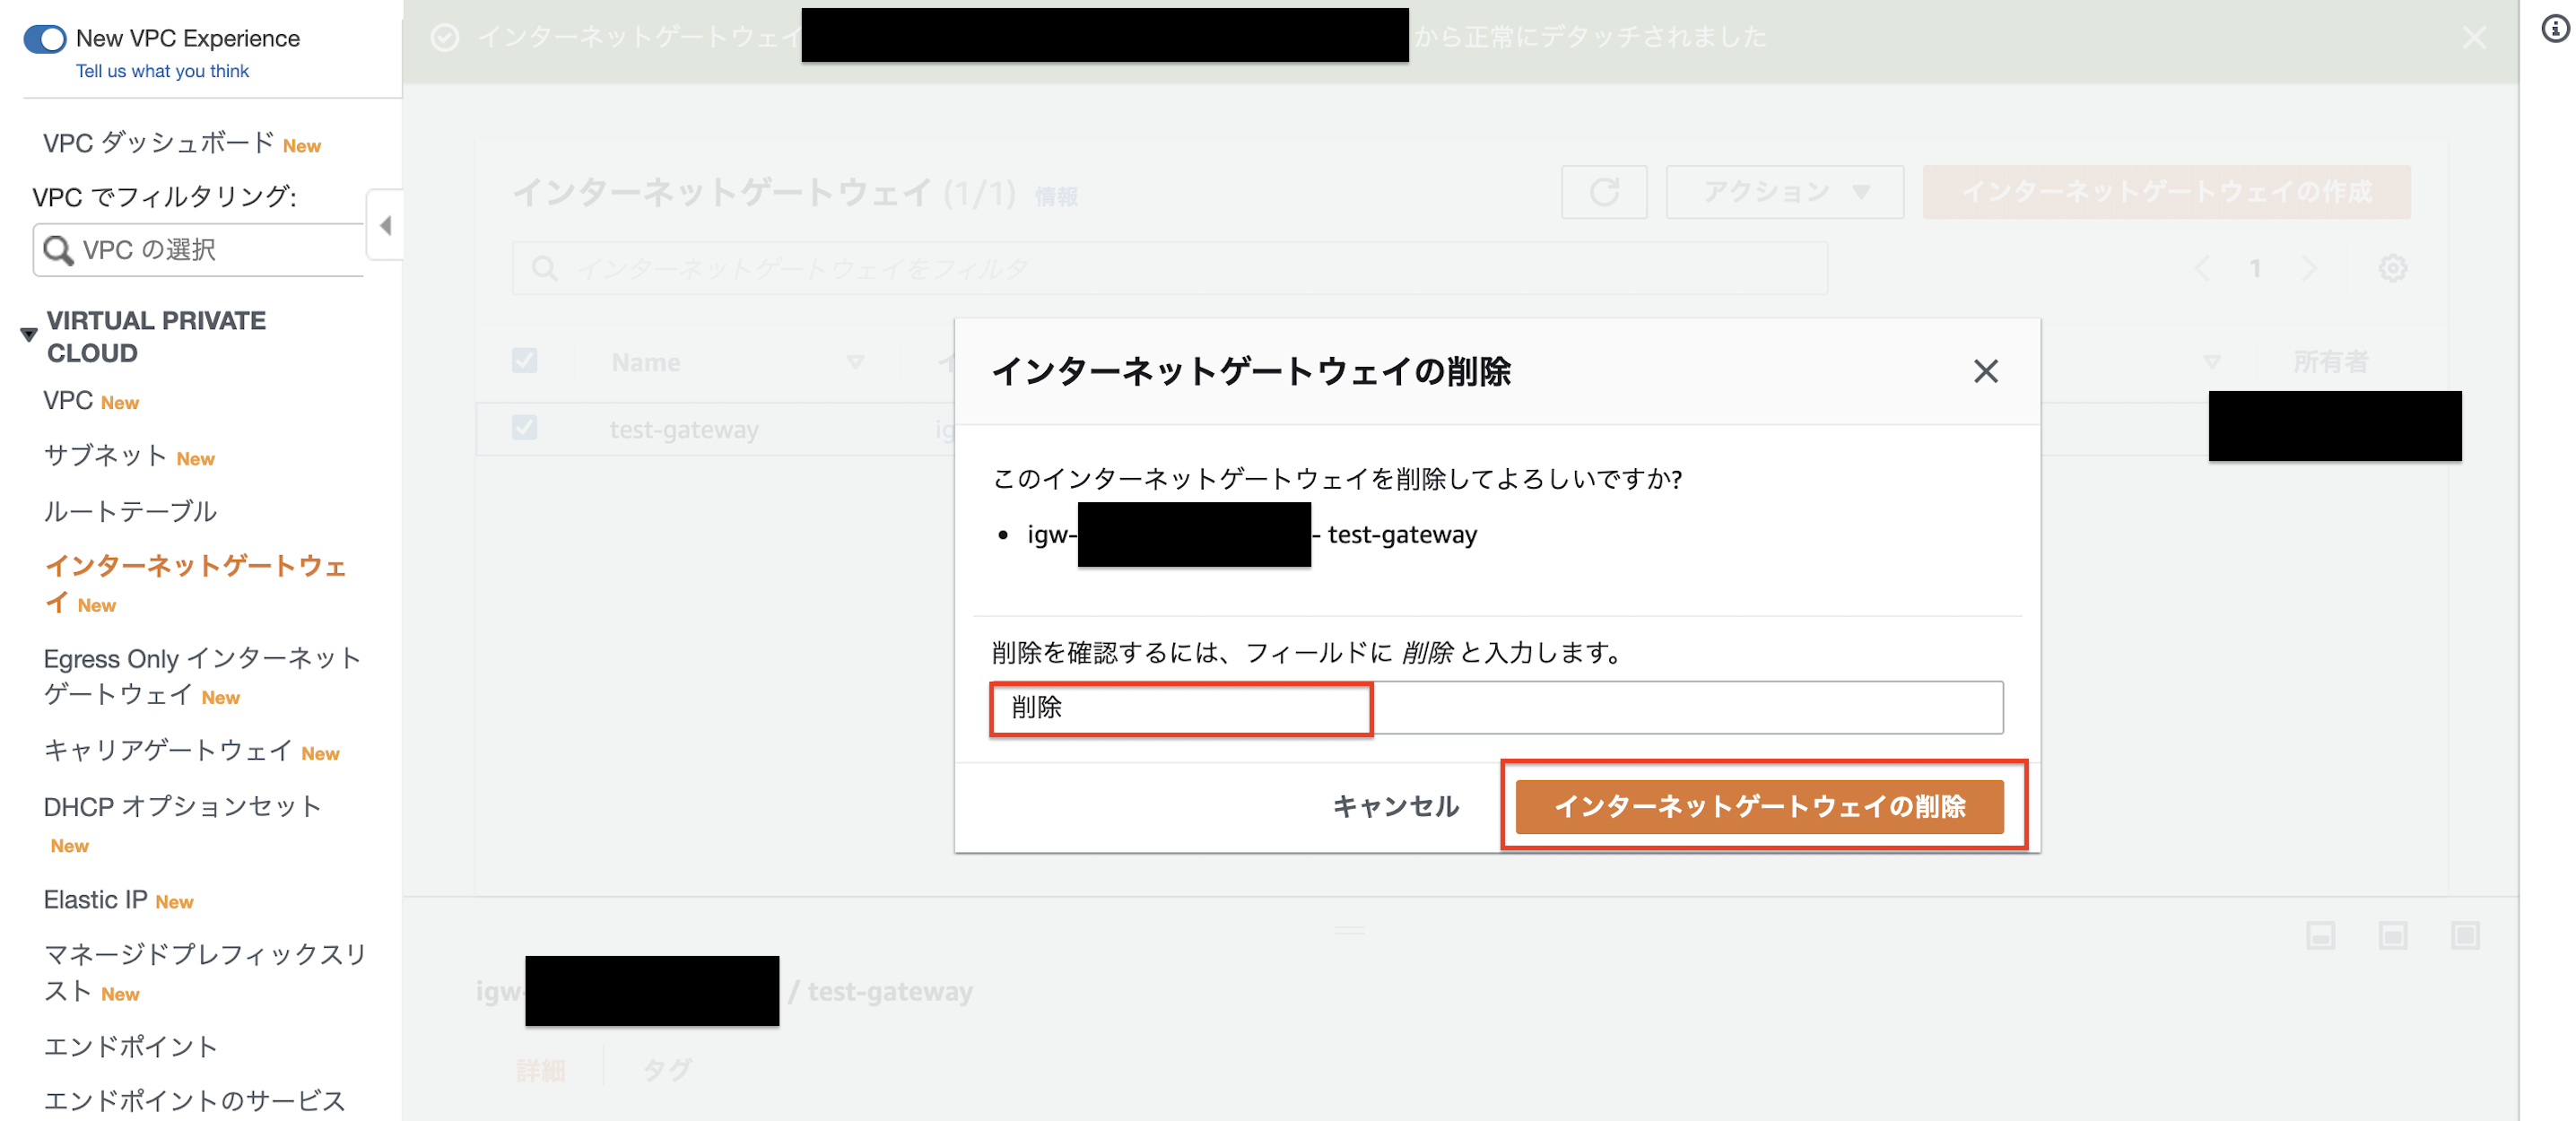 New VPC Experience
Tell us what you think
VPC ダッシュボード New
VPC でフィルタリング:
VPC の選択
VIRTUAL PRIVATE
CLOUD
VPC New
サブネット New
ルートテーブル
インターネットゲートウェ
イ New
Egress Only インターネット
ゲートウェイ New
キャリアゲートウェイ New
DHCP オプションセット
New
Elastic IP New
マネージドプレフィックスリ
スト New
エンドポイント
エンドポイントのサービス
インターネットゲートウェイ から正常にデタッチされました
インターネットゲートウェイ (1/1) 情報
アクション
インターネットゲートウェイの作成
インターネットゲートウェイをフィルタ
1
Name
所有者
test-gateway
インターネットゲートウェイの削除
このインターネットゲートウェイを削除してよろしいですか?
• igw- - test-gateway
削除を確認するには、フィールドに 削除 と入力します。
削除
キャンセル
インターネットゲートウェイの削除
igw- / test-gateway
詳細
タグ